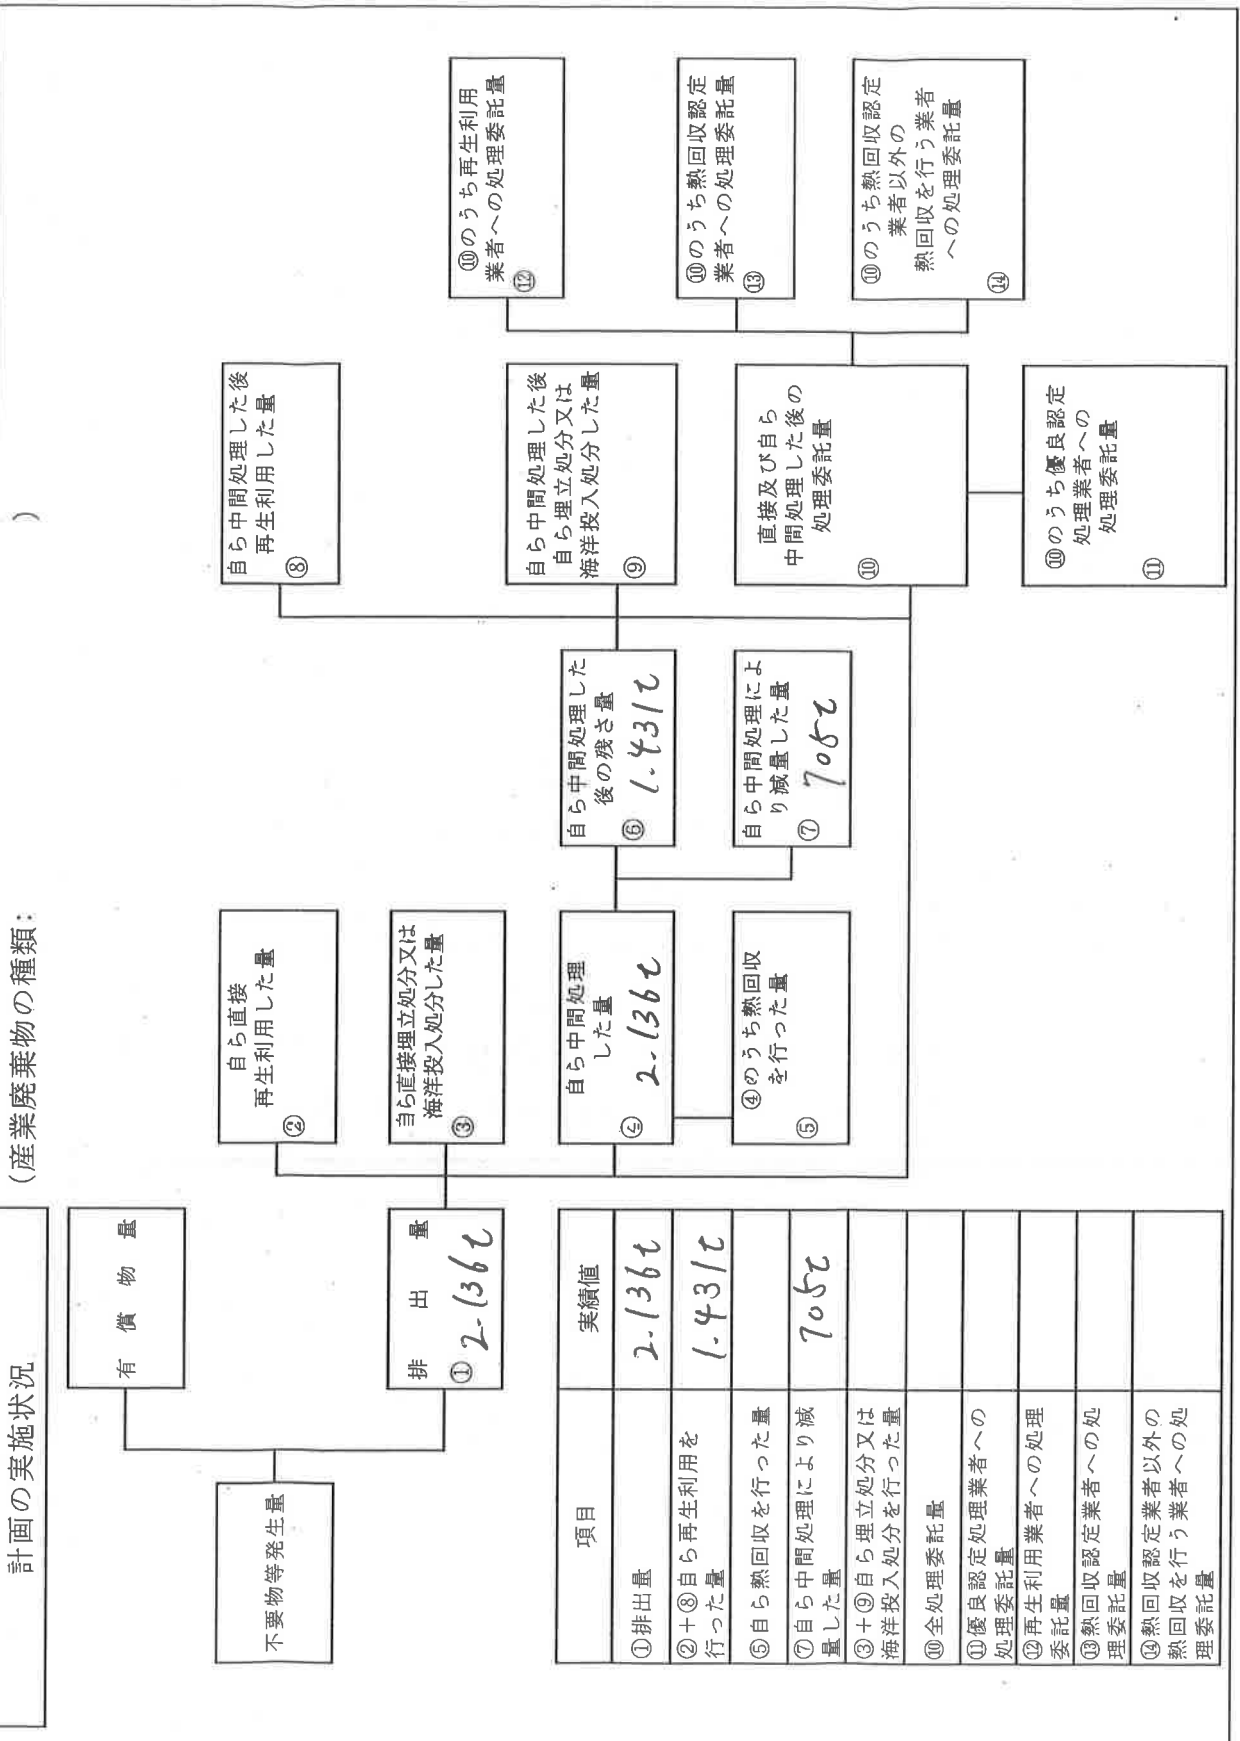 計画の実施状況
(産業廃棄物の種類:
)
不要物等発生量
有償物量
排出量
① 2.136t
自ら直接
再生利用した量
②
自ら直接埋立処分又は
海洋投入処分した量
③
自ら中間処理
した量
④ 2.136t
④のうち熱回収
を行った量
⑤
自ら中間処理した
後の残さ量
⑥ 1.431t
自ら中間処理によ
り減量した量
⑦ 705t
自ら中間処理した後
再生利用した量
⑧
自ら中間処理した後
自ら埋立処分又は
海洋投入処分した量
⑨
直接及び自ら
中間処理した後の
処理委託量
⑩
⑩のうち優良認定
処理業者への
処理委託量
⑪
⑩のうち再生利用
業者への処理委託量
⑫
⑩のうち熱回収認定
業者への処理委託量
⑬
⑩のうち熱回収認定
業者以外の
熱回収を行う業者
への処理委託量
⑭
項目 実績値
①排出量 2.136t
②+⑧自ら再生利用を
行った量 1.431t
⑤自ら熱回収を行った量
⑦自ら中間処理により減
量した量 705t
③+⑨自ら埋立処分又は
海洋投入処分を行った量
⑩全処理委託量
⑪優良認定処理業者への
処理委託量
⑫再生利用業者への処理
委託量
⑬熱回収認定業者への処
理委託量
⑭熱回収認定業者以外の
熱回収を行う業者への処
理委託量